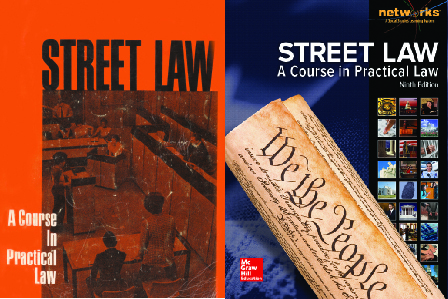 STREET LAW
A Course
In
Practical
Law
networks
STREET LAW
A Course in Practical Law
Ninth Edition
We the People
Mc
Graw
Hill
Education